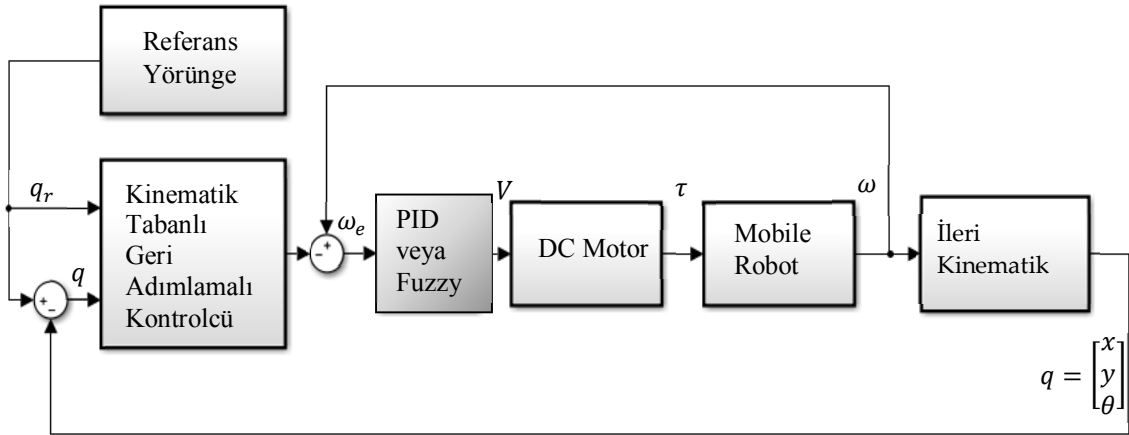 Referans
Yörünge
q_r
Kinematik
Tabanlı
Geri
Adımlamalı
Kontrolcü
q
+
−
−
+
ω_e
PID
veya
Fuzzy
V
DC Motor
τ
Mobile
Robot
ω
İleri
Kinematik
q = [x
y
θ]